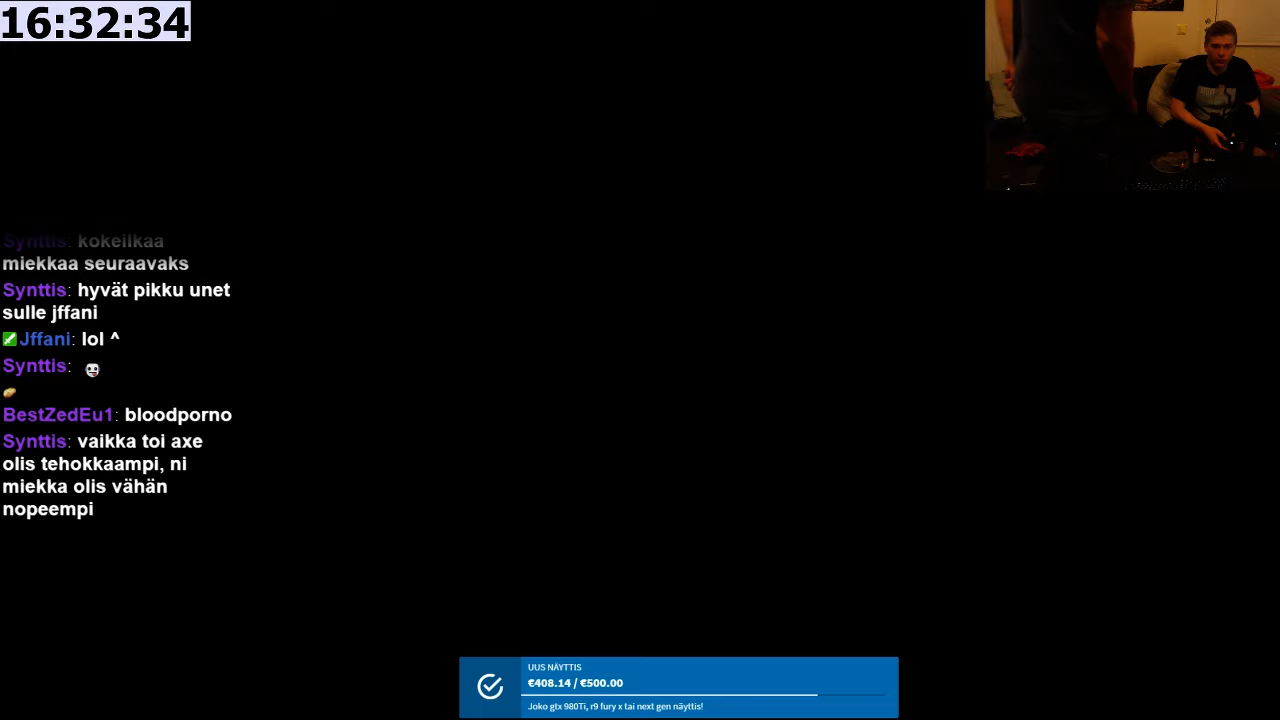 16:32:34
Synttis: kokeilkaa
miekkaa seuraavaks
Synttis: hyvät pikku unet
sulle jffani
Jffani: lol ^
Synttis:
BestZedEu1: bloodporno
Synttis: vaikka toi axe
olis tehokkaampi, ni
miekka olis vähän
nopeempi
UUS NÄYTTIS
€408.14 / €500.00
Joko gtx 980Ti, r9 fury x tai next gen näyttis!